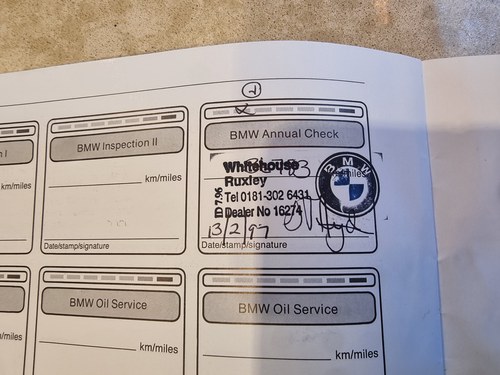 n I
BMW Inspection II
BMW Annual Check
km/miles
km/miles
Whitehouse
Ruxley
Tel 0181-302 6431
Dealer No 16274
ID 7.96
BMW
13/2/97
Date/stamp/signature
Date/stamp/signature
BMW Oil Service
BMW Oil Service
m/miles
km/miles
km/miles